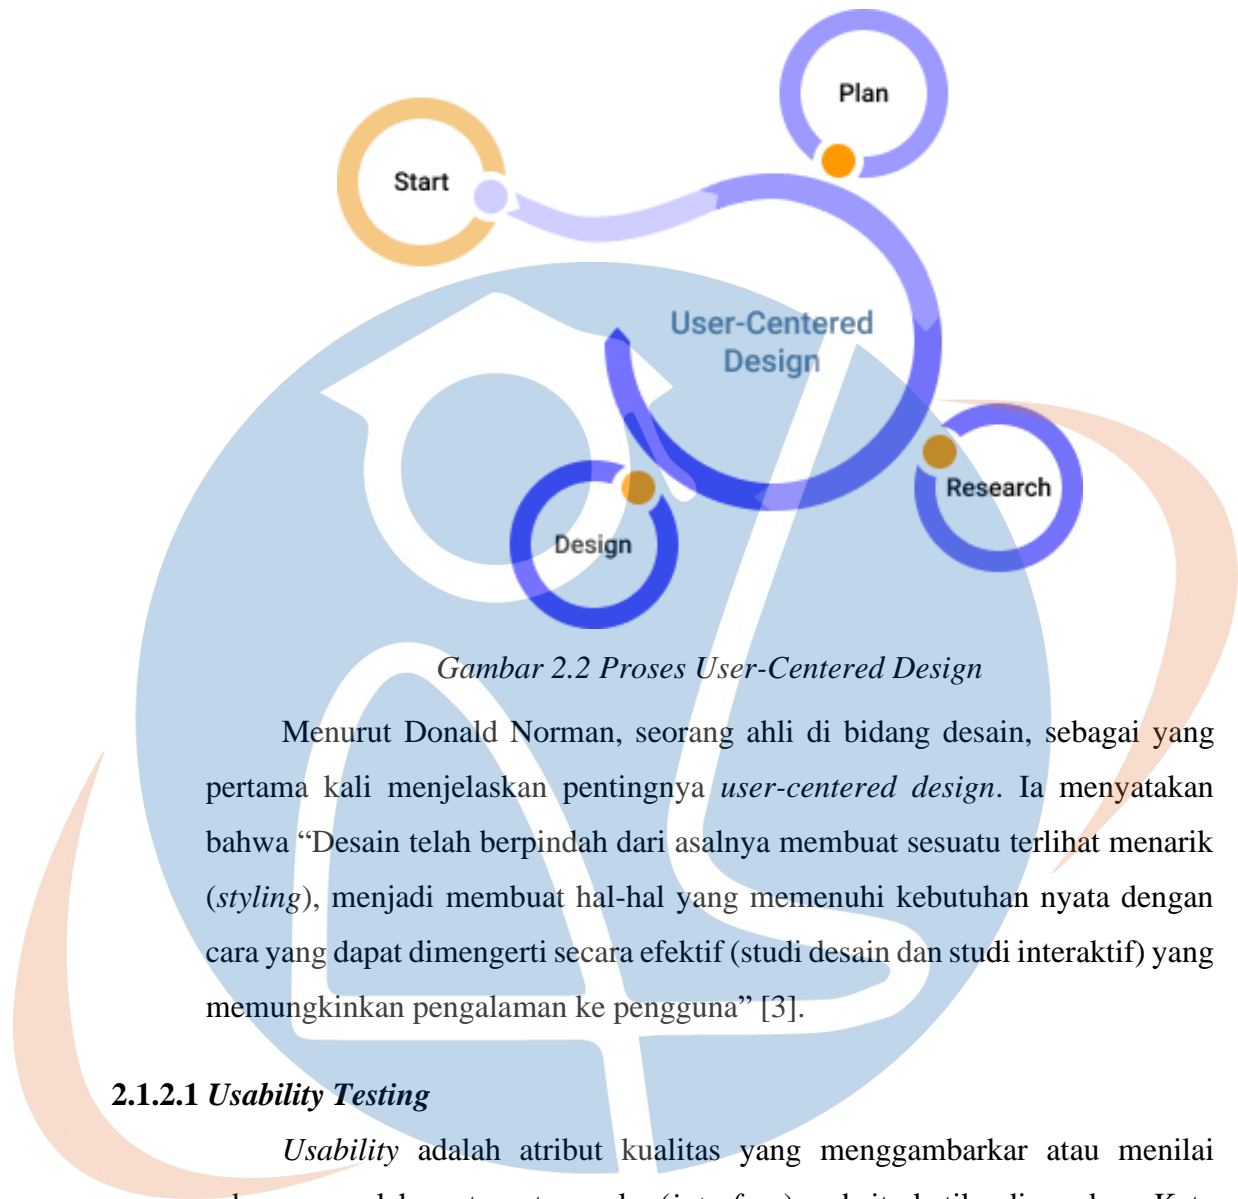 Plan
Start
User-Centered
Design
Research
Design
Gambar 2.2 Proses User-Centered Design
Menurut Donald Norman, seorang ahli di bidang desain, sebagai yang
pertama kali menjelaskan pentingnya user-centered design. Ia menyatakan
bahwa “Desain telah berpindah dari asalnya membuat sesuatu terlihat menarik
(styling), menjadi membuat hal-hal yang memenuhi kebutuhan nyata dengan
cara yang dapat dimengerti secara efektif (studi desain dan studi interaktif) yang
memungkinkan pengalaman ke pengguna” [3].
2.1.2.1 Usability Testing
Usability adalah atribut kualitas yang menggambarkar atau menilai